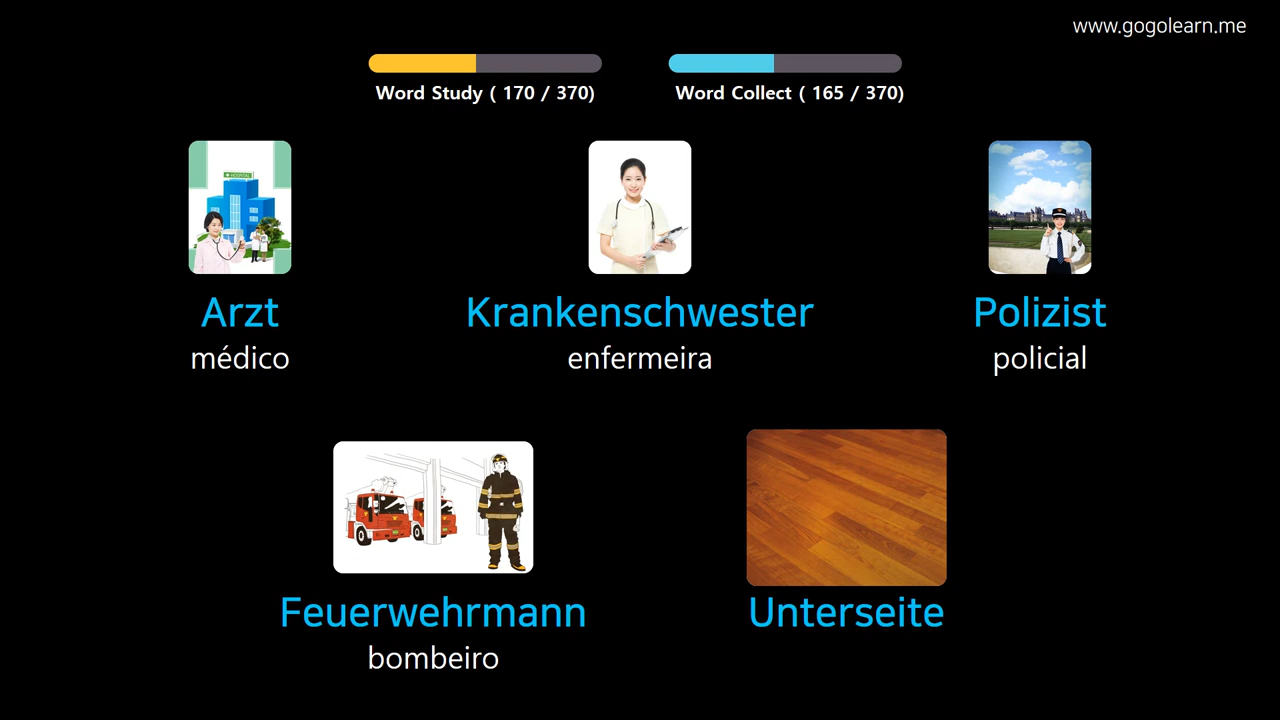 www.gogolearn.me
Word Study ( 170 / 370)
Word Collect ( 165 / 370)
HOSPITAL
Arzt
Krankenschwester
Polizist
médico
enfermeira
policial
Feuerwehrmann
Unterseite
bombeiro